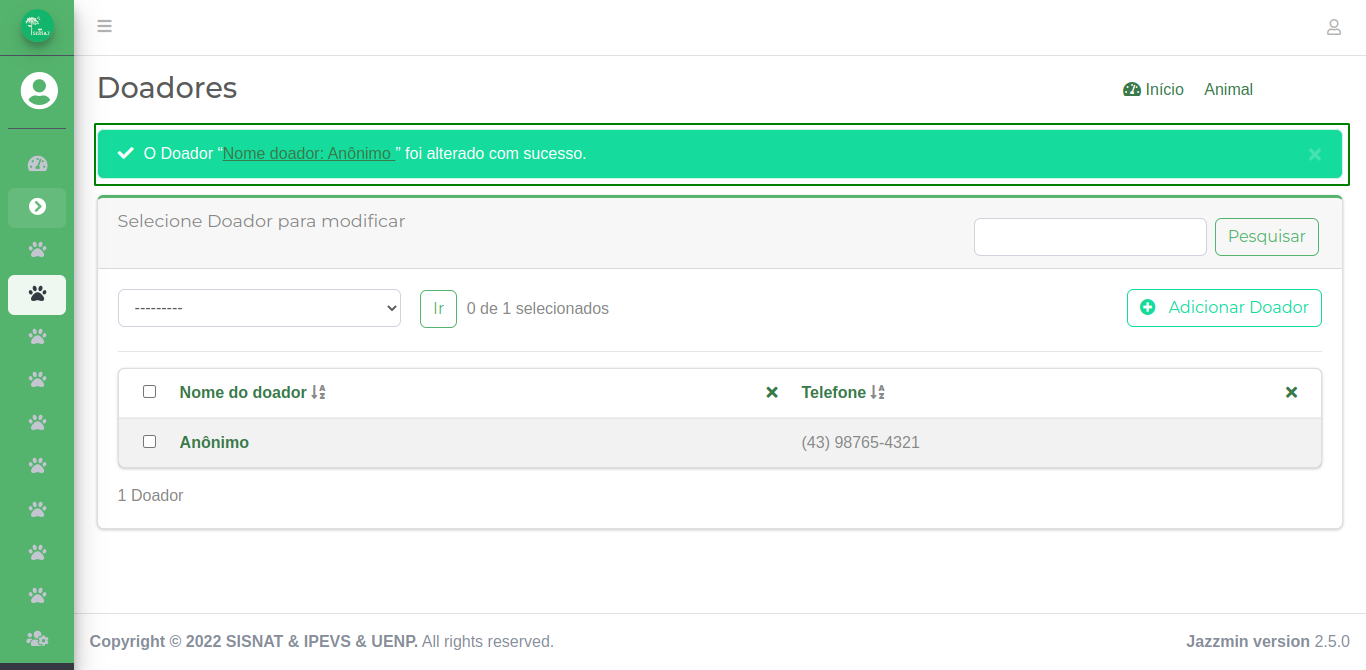 SISNAT
Doadores
Início Animal
O Doador “Nome doador: Anônimo ” foi alterado com sucesso.
×
Selecione Doador para modificar
Pesquisar
---------
Ir
0 de 1 selecionados
Adicionar Doador
Nome do doador Telefone
Anônimo (43) 98765-4321
1 Doador
Copyright © 2022 SISNAT & IPEVS & UENP. All rights reserved. Jazzmin version 2.5.0